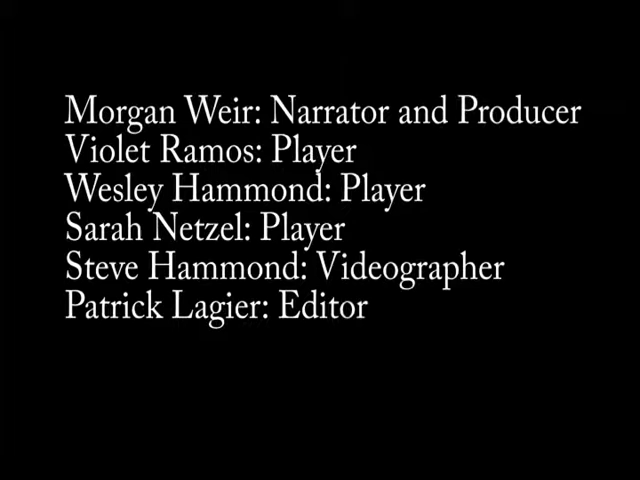 Morgan Weir: Narrator and Producer
Violet Ramos: Player
Wesley Hammond: Player
Sarah Netzel: Player
Steve Hammond: Videographer
Patrick Lagier: Editor